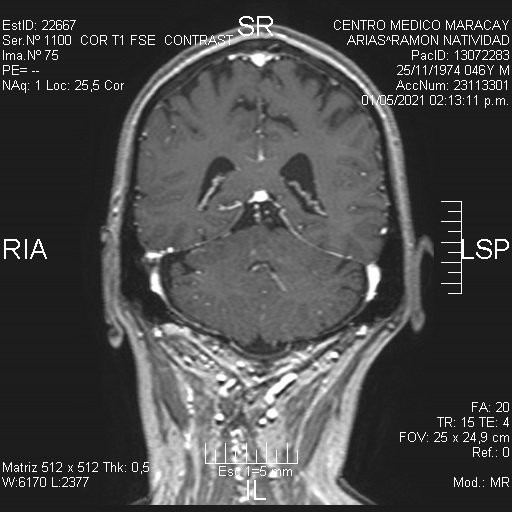 EstID: 22667
Ser.Nº 1100 COR T1 FSE CONTRAST
Ima.Nº 75
PE= --
NAq: 1 Loc: 25,5 Cor
SR
CENTRO MEDICO MARACAY
ARIAS^RAMON NATIVIDAD
PacID: 13072283
25/11/1974 046Y M
AccNum: 23113301
01/05/2021 02:13:11 p.m.
RIA
LSP
FA: 20
TR: 15 TE: 4
FOV: 25 x 24,9 cm
Ref.: 0
Matriz 512 x 512 Thk: 0,5
W:6170 L:2377
Esc 1=5 mm
IL
Mod.: MR